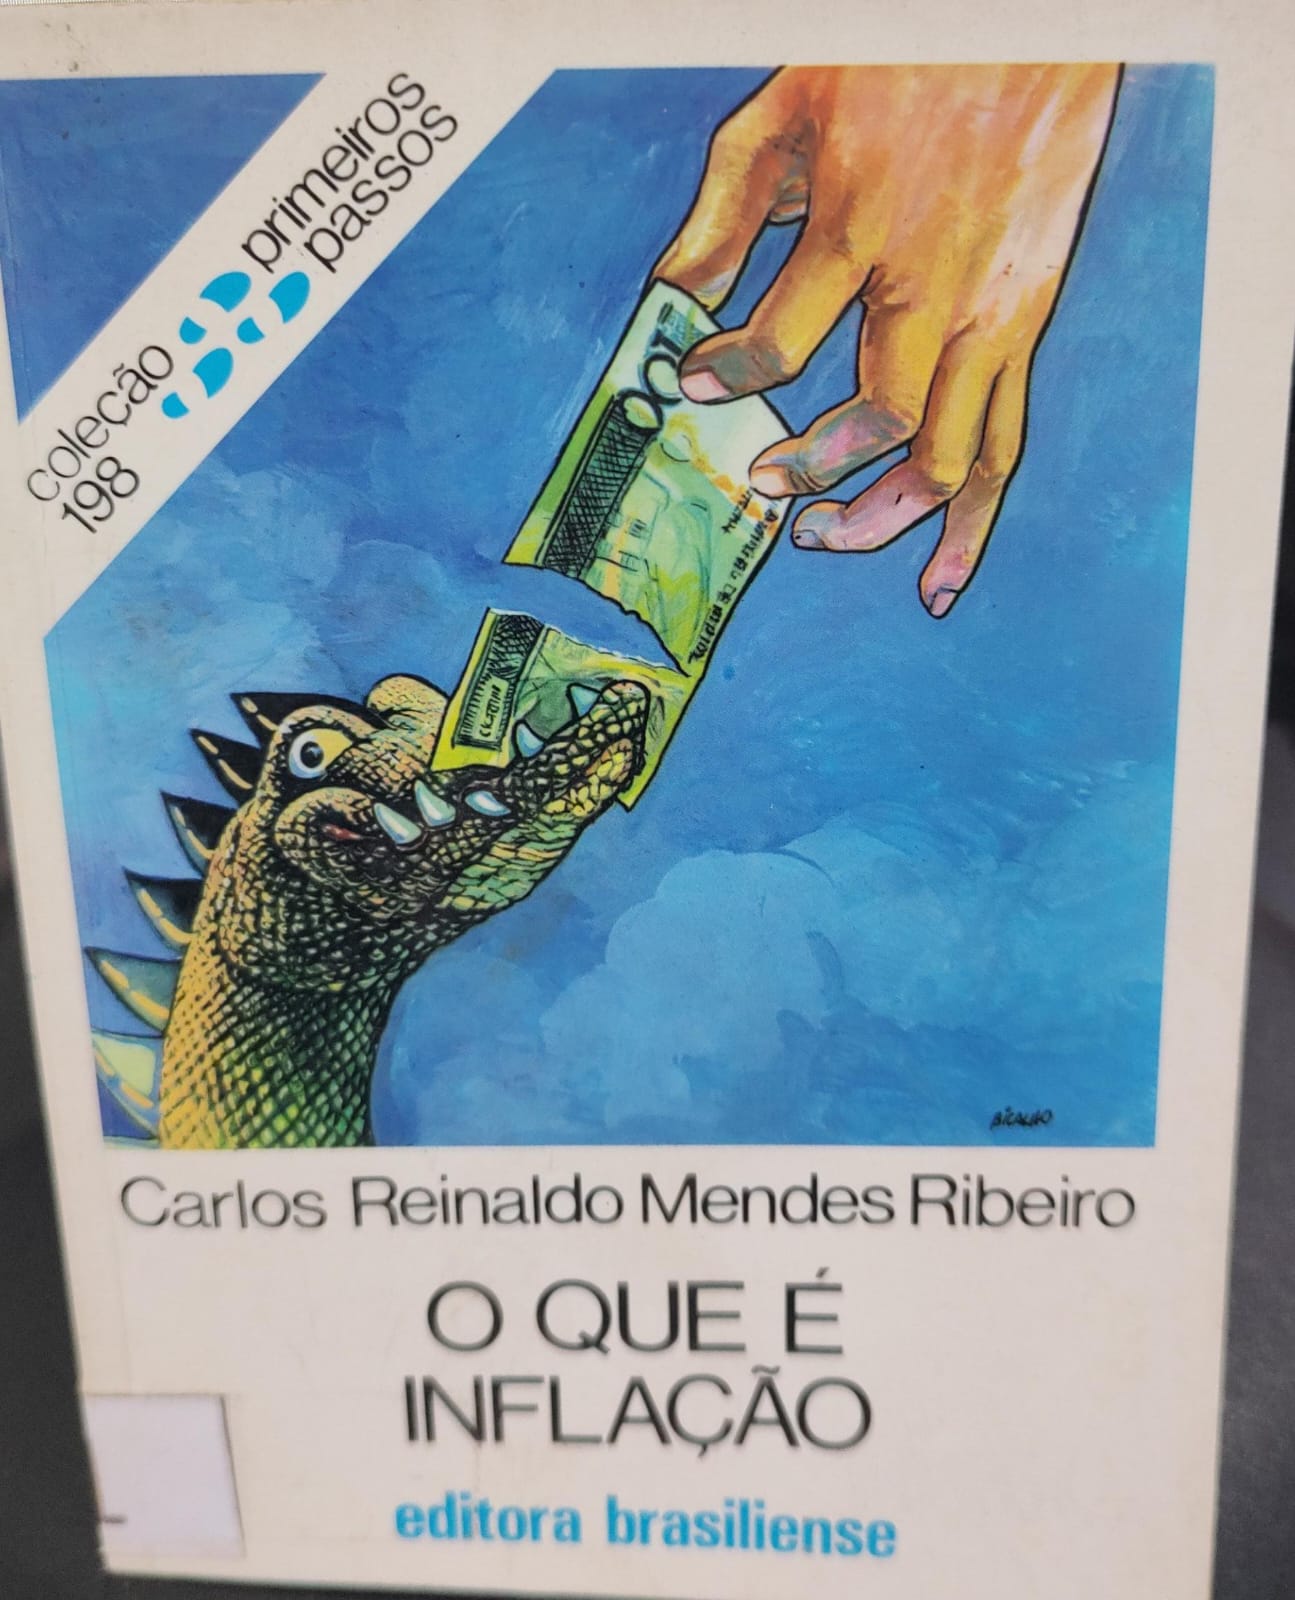 coleção primeiros
198 passos
Carlos Reinaldo Mendes Ribeiro
O QUE É
INFLAÇÃO
editora brasiliense